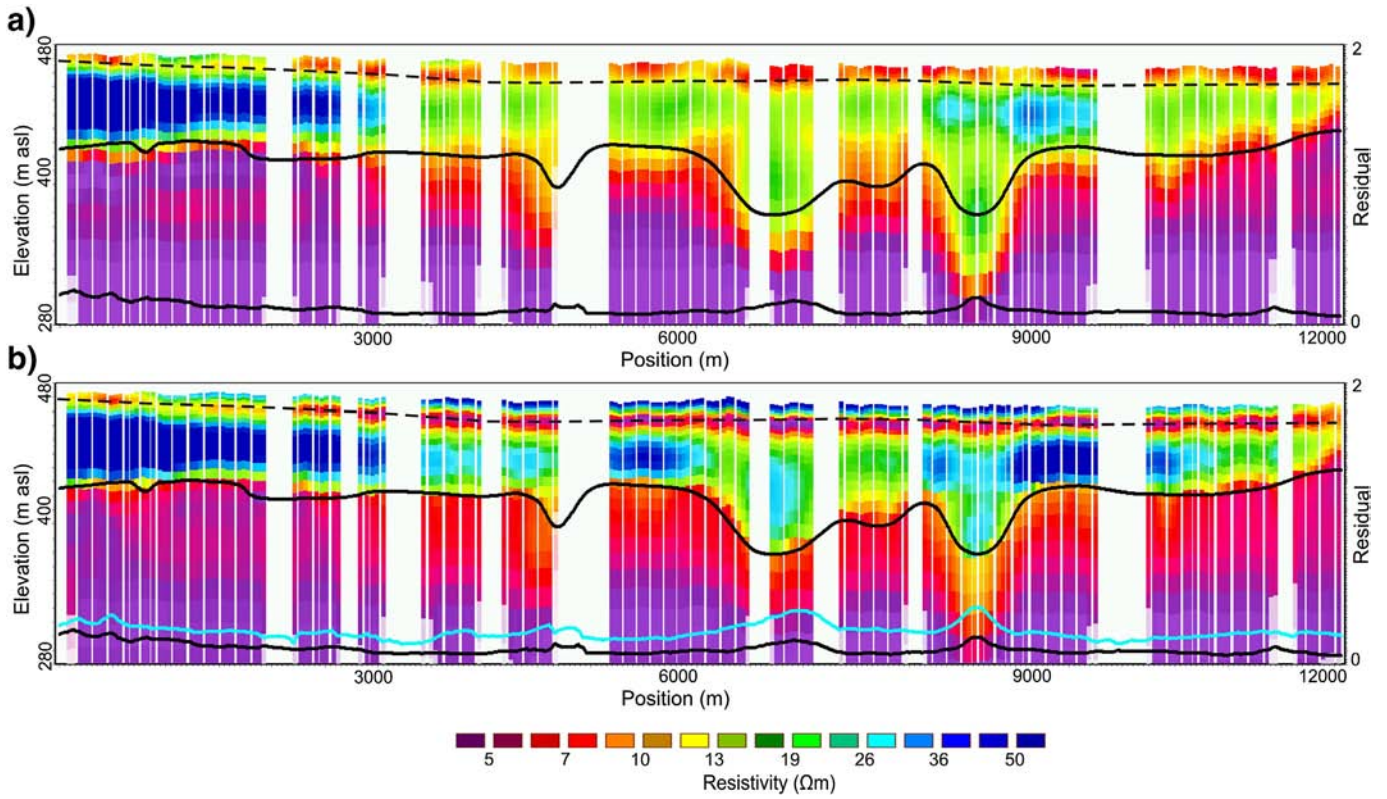 a)
480
2
Elevation (m asl)
400
Residual
280
0
3000
6000
9000
12000
Position (m)
b)
480
2
Elevation (m asl)
400
Residual
280
0
3000
6000
9000
12000
Position (m)
5 7 10 13 19 26 36 50
Resistivity (Ωm)